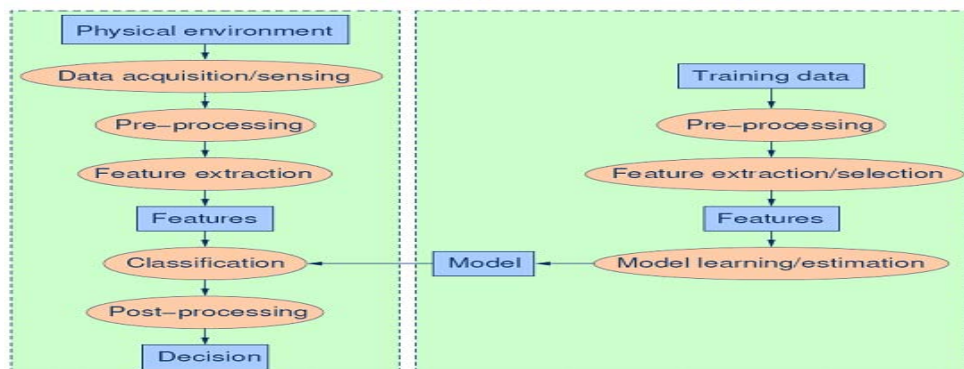 Physical environment
Data acquisition/sensing
Pre-processing
Feature extraction
Features
Classification
Post-processing
Decision
Training data
Pre-processing
Feature extraction/selection
Features
Model learning/estimation
Model